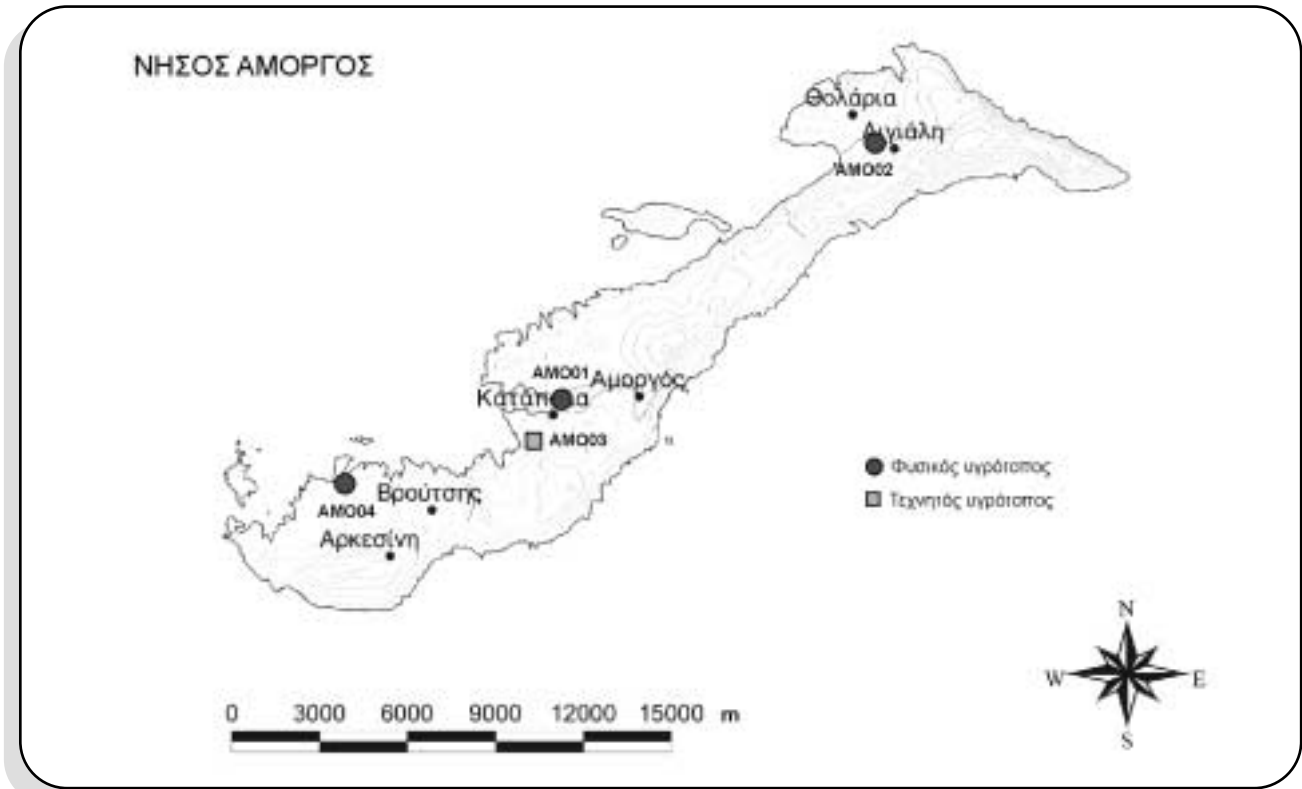 ΝΗΣΟΣ ΑΜΟΡΓΟΣ
Θολάρια
Αιγιάλη
AMO02
AMO01
Αμοργός
Κατάπολα
AMO03
AMO04
Βρούτσης
Αρκεσίνη
Φυσικός υγρότοπος
Τεχνητός υγρότοπος
N
W E
S
0 3000 6000 9000 12000 15000 m